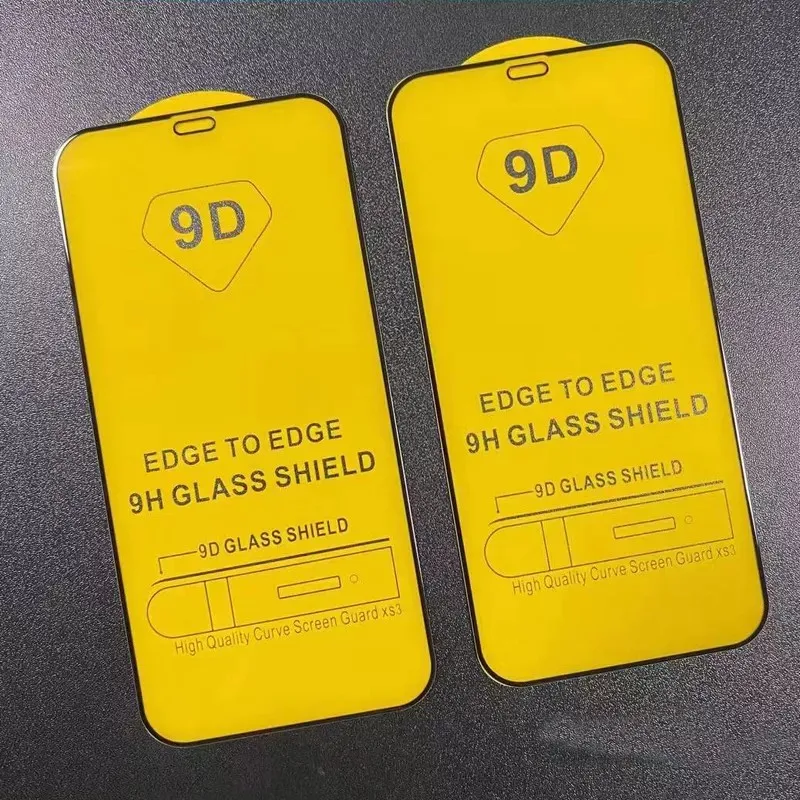 9D
EDGE TO EDGE
9H GLASS SHIELD
9D GLASS SHIELD
High Quality Curve Screen Guard xs3
9D
EDGE TO EDGE
9H GLASS SHIELD
9D GLASS SHIELD
High Quality Curve Screen Guard xs3